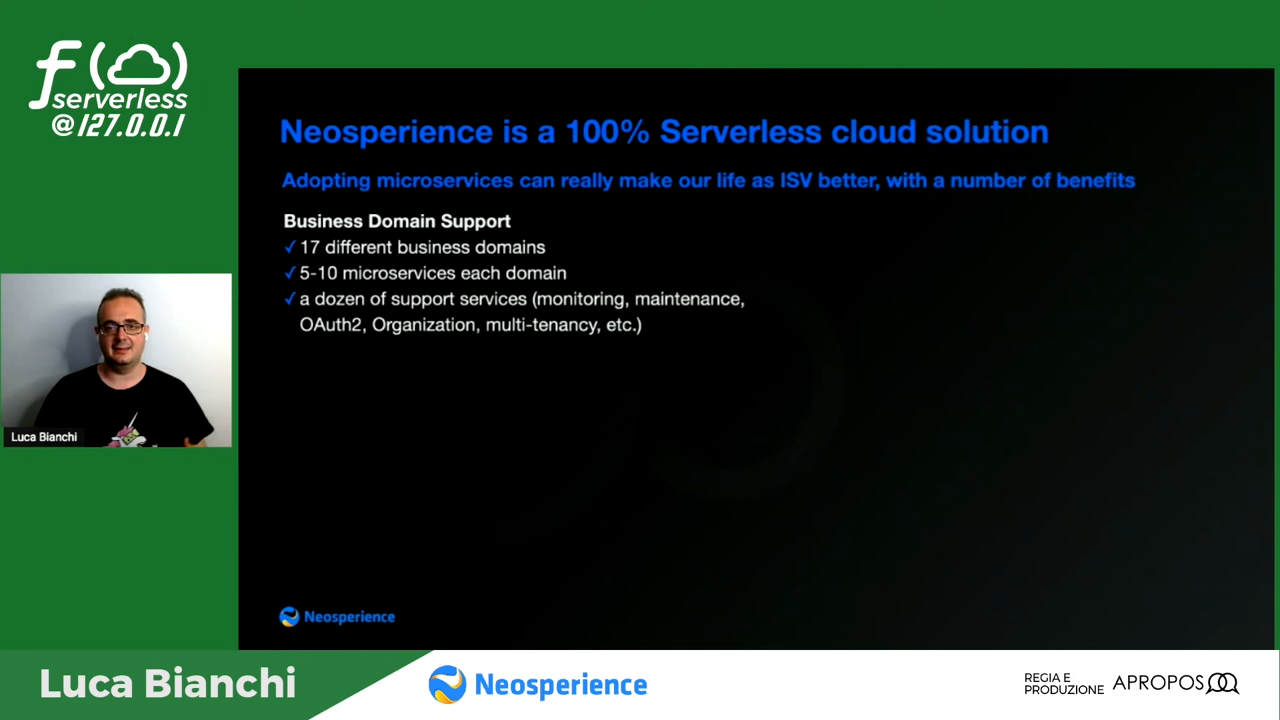 f()
serverless
@127.0.0.1
Neosperience is a 100% Serverless cloud solution
Adopting microservices can really make our life as ISV better, with a number of benefits
Business Domain Support
✓ 17 different business domains
✓ 5-10 microservices each domain
✓ a dozen of support services (monitoring, maintenance,
OAuth2, Organization, multi-tenancy, etc.)
Luca Bianchi
Neosperience
Luca Bianchi
Neosperience
REGIA E
PRODUZIONE
APROPOS